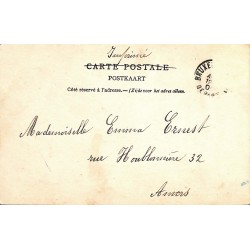 Imprimé
CARTE POSTALE
POSTKAART
Côté réservé à l'adresse. — (Zijde voor het adres alleen.
Mademoiselle Emma Ernest
rue Houblonnière 32
Anvers